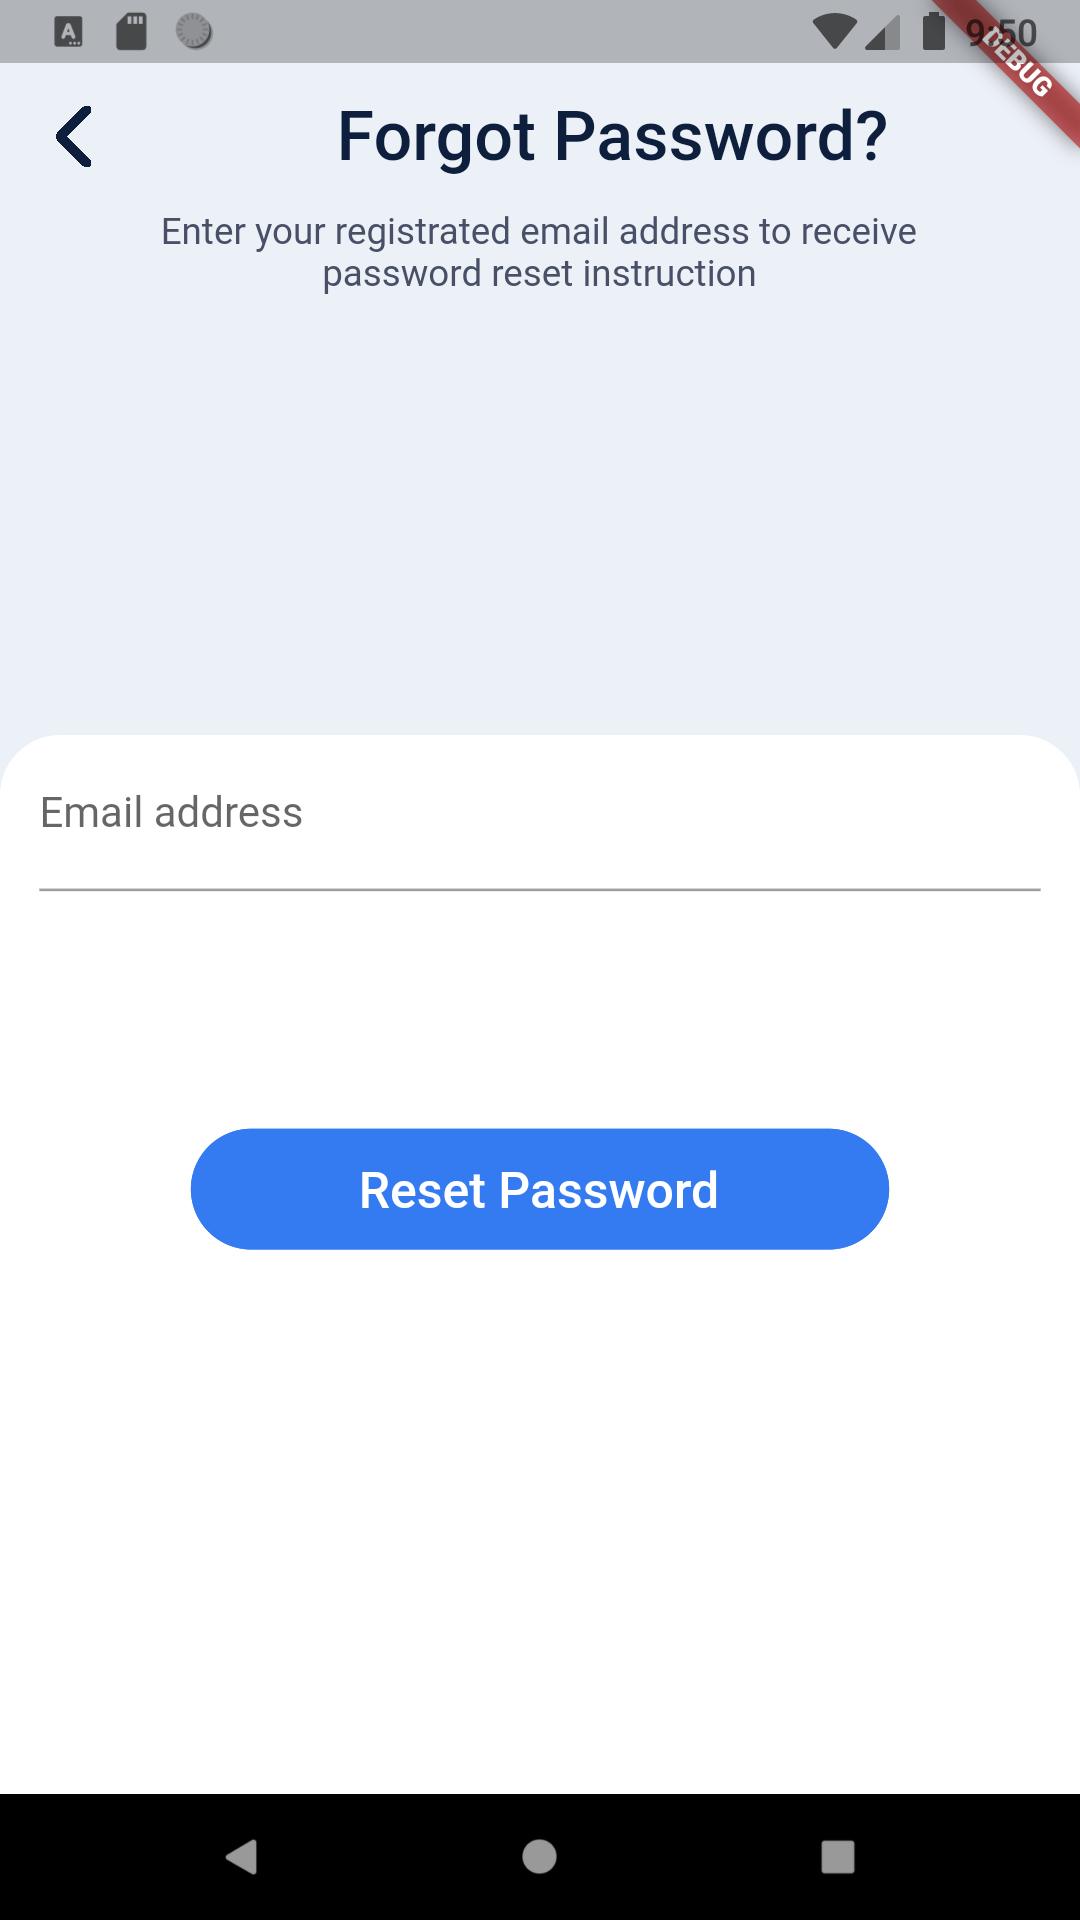 9:50
DEBUG
Forgot Password?
Enter your registrated email address to receive
password reset instruction
Email address
Reset Password